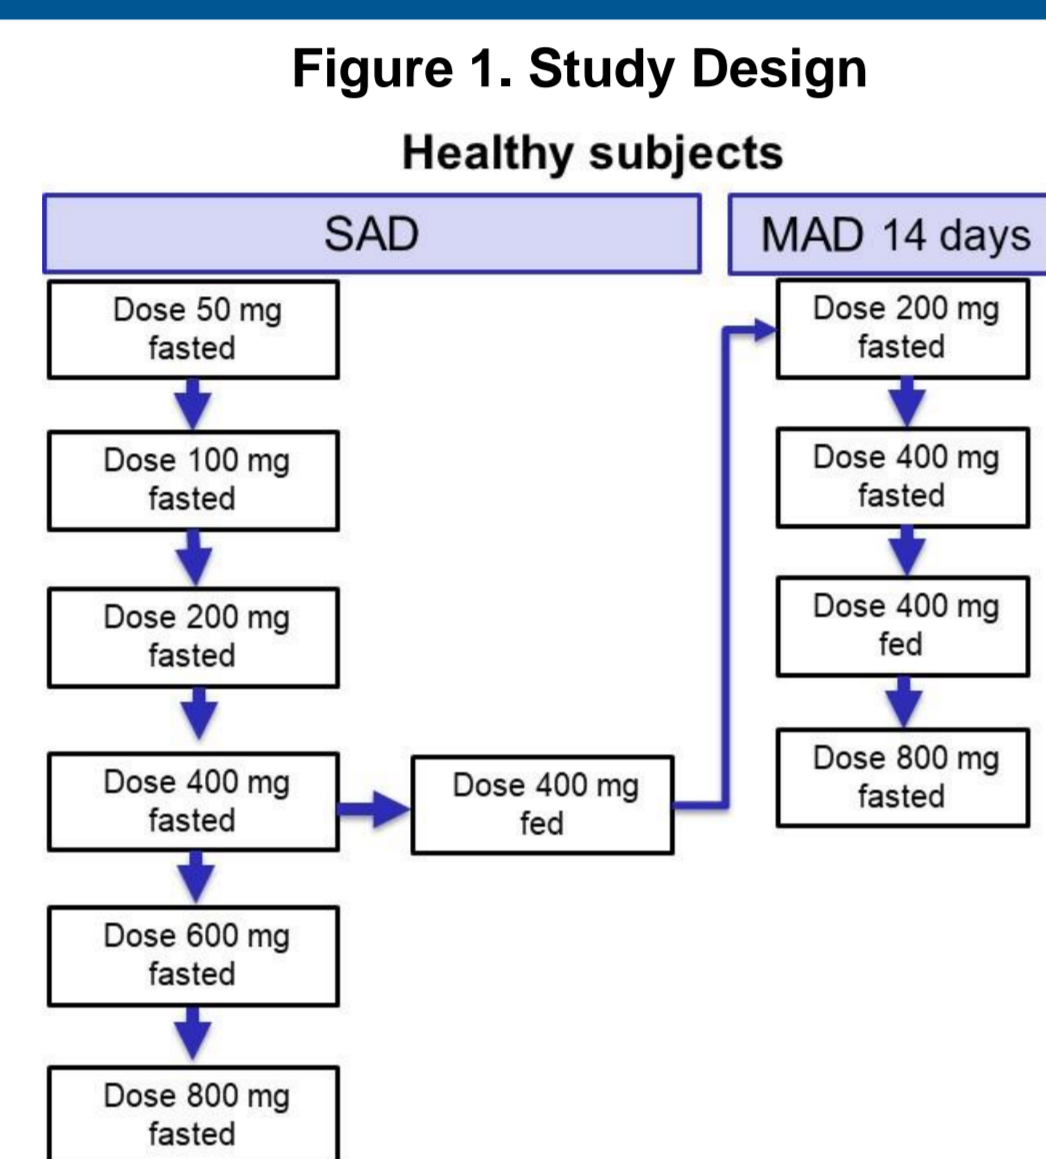 Figure 1. Study Design
Healthy subjects
SAD
Dose 50 mg
fasted
Dose 100 mg
fasted
Dose 200 mg
fasted
Dose 400 mg
fasted
Dose 400 mg
fed
Dose 600 mg
fasted
Dose 800 mg
fasted
MAD 14 days
Dose 200 mg
fasted
Dose 400 mg
fasted
Dose 400 mg
fed
Dose 800 mg
fasted